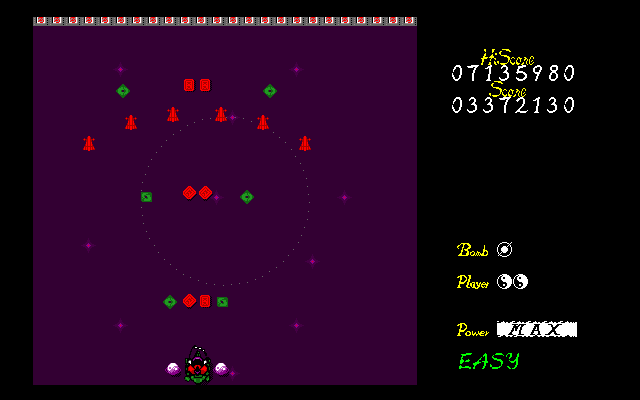 HiScore
07135980
Score
03372130
Bomb
Player
Power MAX
EASY